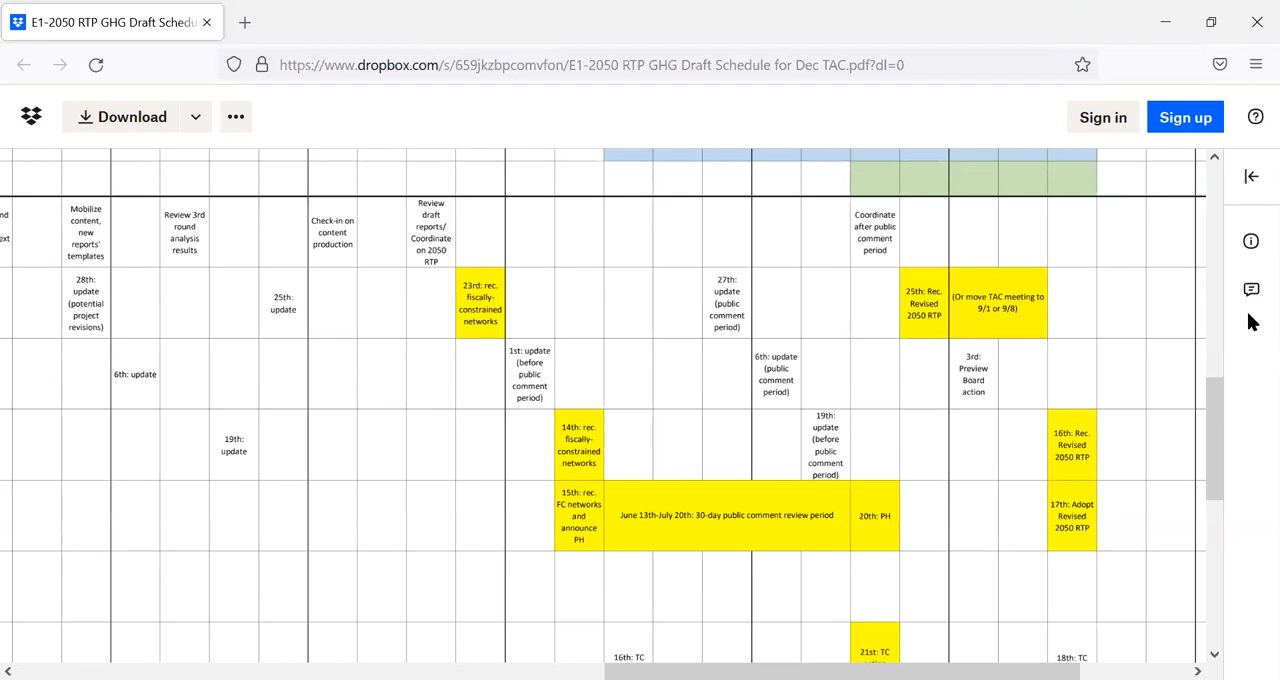 E1-2050 RTP GHG Draft Schedu
https://www.dropbox.com/s/659jkzbpcomvfon/E1-2050 RTP GHG Draft Schedule for Dec TAC.pdf?dl=0
Download
Sign in
Sign up
nd
ext
Mobilize
content,
new
reports'
templates
Review 3rd
round
analysis
results
Check-in on
content
production
Review
draft
reports/
Coordinate
on 2050
RTP
Coordinate
after public
comment
period
28th:
update
(potential
project
revisions)
25th:
update
23rd: rec.
fiscally-
constrained
networks
27th:
update
(public
comment
period)
25th: Rec.
Revised
2050 RTP
(Or move TAC meeting to
9/1 or 9/8)
6th: update
1st: update
(before
public
comment
period)
6th: update
(public
comment
period)
3rd:
Preview
Board
action
19th:
update
14th: rec.
fiscally-
constrained
networks
19th:
update
(before
public
comment
period)
16th: Rec.
Revised
2050 RTP
15th: rec.
FC networks
and
announce
PH
June 13th-July 20th: 30-day public comment review period
20th: PH
17th: Adopt
Revised
2050 RTP
16th: TC
21st: TC
18th: TC